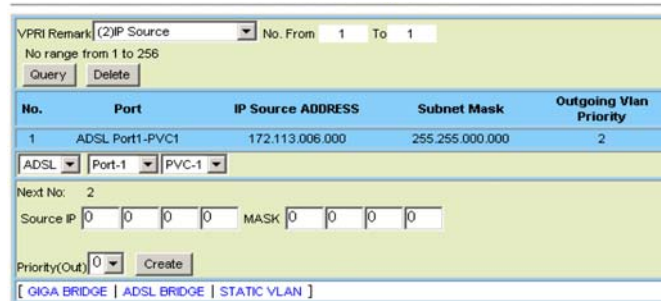 VPRI Remark (2)IP Source No. From 1 To 1
No range from 1 to 256
Query Delete
No. Port IP Source ADDRESS Subnet Mask Outgoing Vlan Priority
1 ADSL Port1-PVC1 172.113.006.000 255.255.000.000 2
ADSL Port-1 PVC-1
Next No: 2
Source IP 0 0 0 0 MASK 0 0 0 0
Priority(Out) 0 Create
[ GIGA BRIDGE | ADSL BRIDGE | STATIC VLAN ]